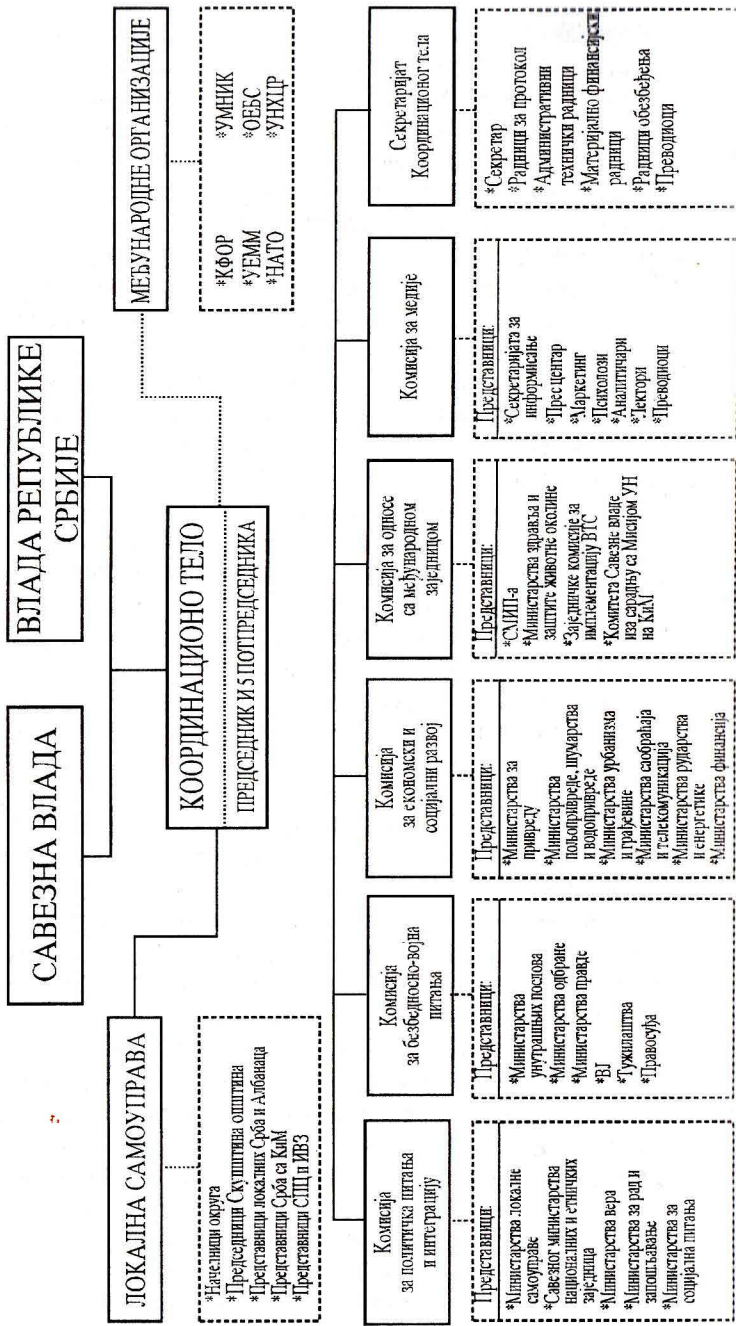 САВЕЗНА ВЛАДА
ВЛАДА РЕПУБЛИКЕ
СРБИЈЕ
ЛОКАЛНА САМОУПРАВА
*Начелници округа
*Председници Скупштина општина
*Представници локалних Срба и Албанаца
*Представници Срба са КиМ
*Представници СПЦ и ИВЗ
КООРДИНАЦИОНО ТЕЛО
ПРЕДСЕДНИК И 5 ПОТПРЕДСЕДНИКА
МЕЂУНАРОДНЕ ОРГАНИЗАЦИЈЕ
*КФОР
*УЕММ
*НАТО
*УМНИК
*ОЕБС
*УНХЦР
Комисија
за политичка питања
и интеграцију
Представници:
*Министарства локалне
самоуправе
*Савезног министарства
националних и етничких
заједница
*Министарства вера
*Министарства за рад и
запошљавање
*Министарства за
социјална питања
Комисија
за безбедносно-војна
питања
Представници:
*Министарства
унутрашњих послова
*Министарства одбране
*Министарства правде
*ВЈ
*Тужилаштва
*Правосуђа
Комисија
за економски и
социјални развој
Представници:
*Министарства за
привреду
*Министарства
пољопривреде, шумарства
и водопривреде
*Министарства урбанизма
и грађевине
*Министарства саобраћаја
и телекомуникација
*Министарства рударства
и енергетике
*Министарства финансија
Комисија за односе
са међународном
заједницом
Представници:
*СМИП-а
*Министарства здравља и
заштите животне околине
*Заједничке комисије за
имплементацију ВТС
*Комитета Савезне владе
иза сарадњу са Мисијом УН
на КиМ
Комисија за медије
Представници:
*Секретаријата за
информисање
*Прес центар
*Маркетинг
*Психолози
*Аналитичари
*Лектори
*Преводиоци
Секретаријат
Координационог тела
*Секретар
*Радници за протокол
*Административни
технички радници
*Материјално финансијски
радници
*Радници обезбеђења
*Преводиоци